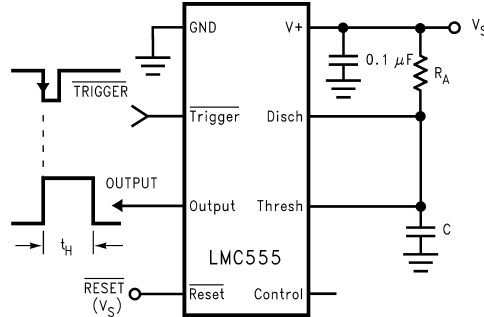 GND
V+
V_S
0.1 μF
R_A
TRIGGER
Trigger
Disch
OUTPUT
Output
Thresh
C
t_H
LMC555
RESET
(V_S)
Reset
Control